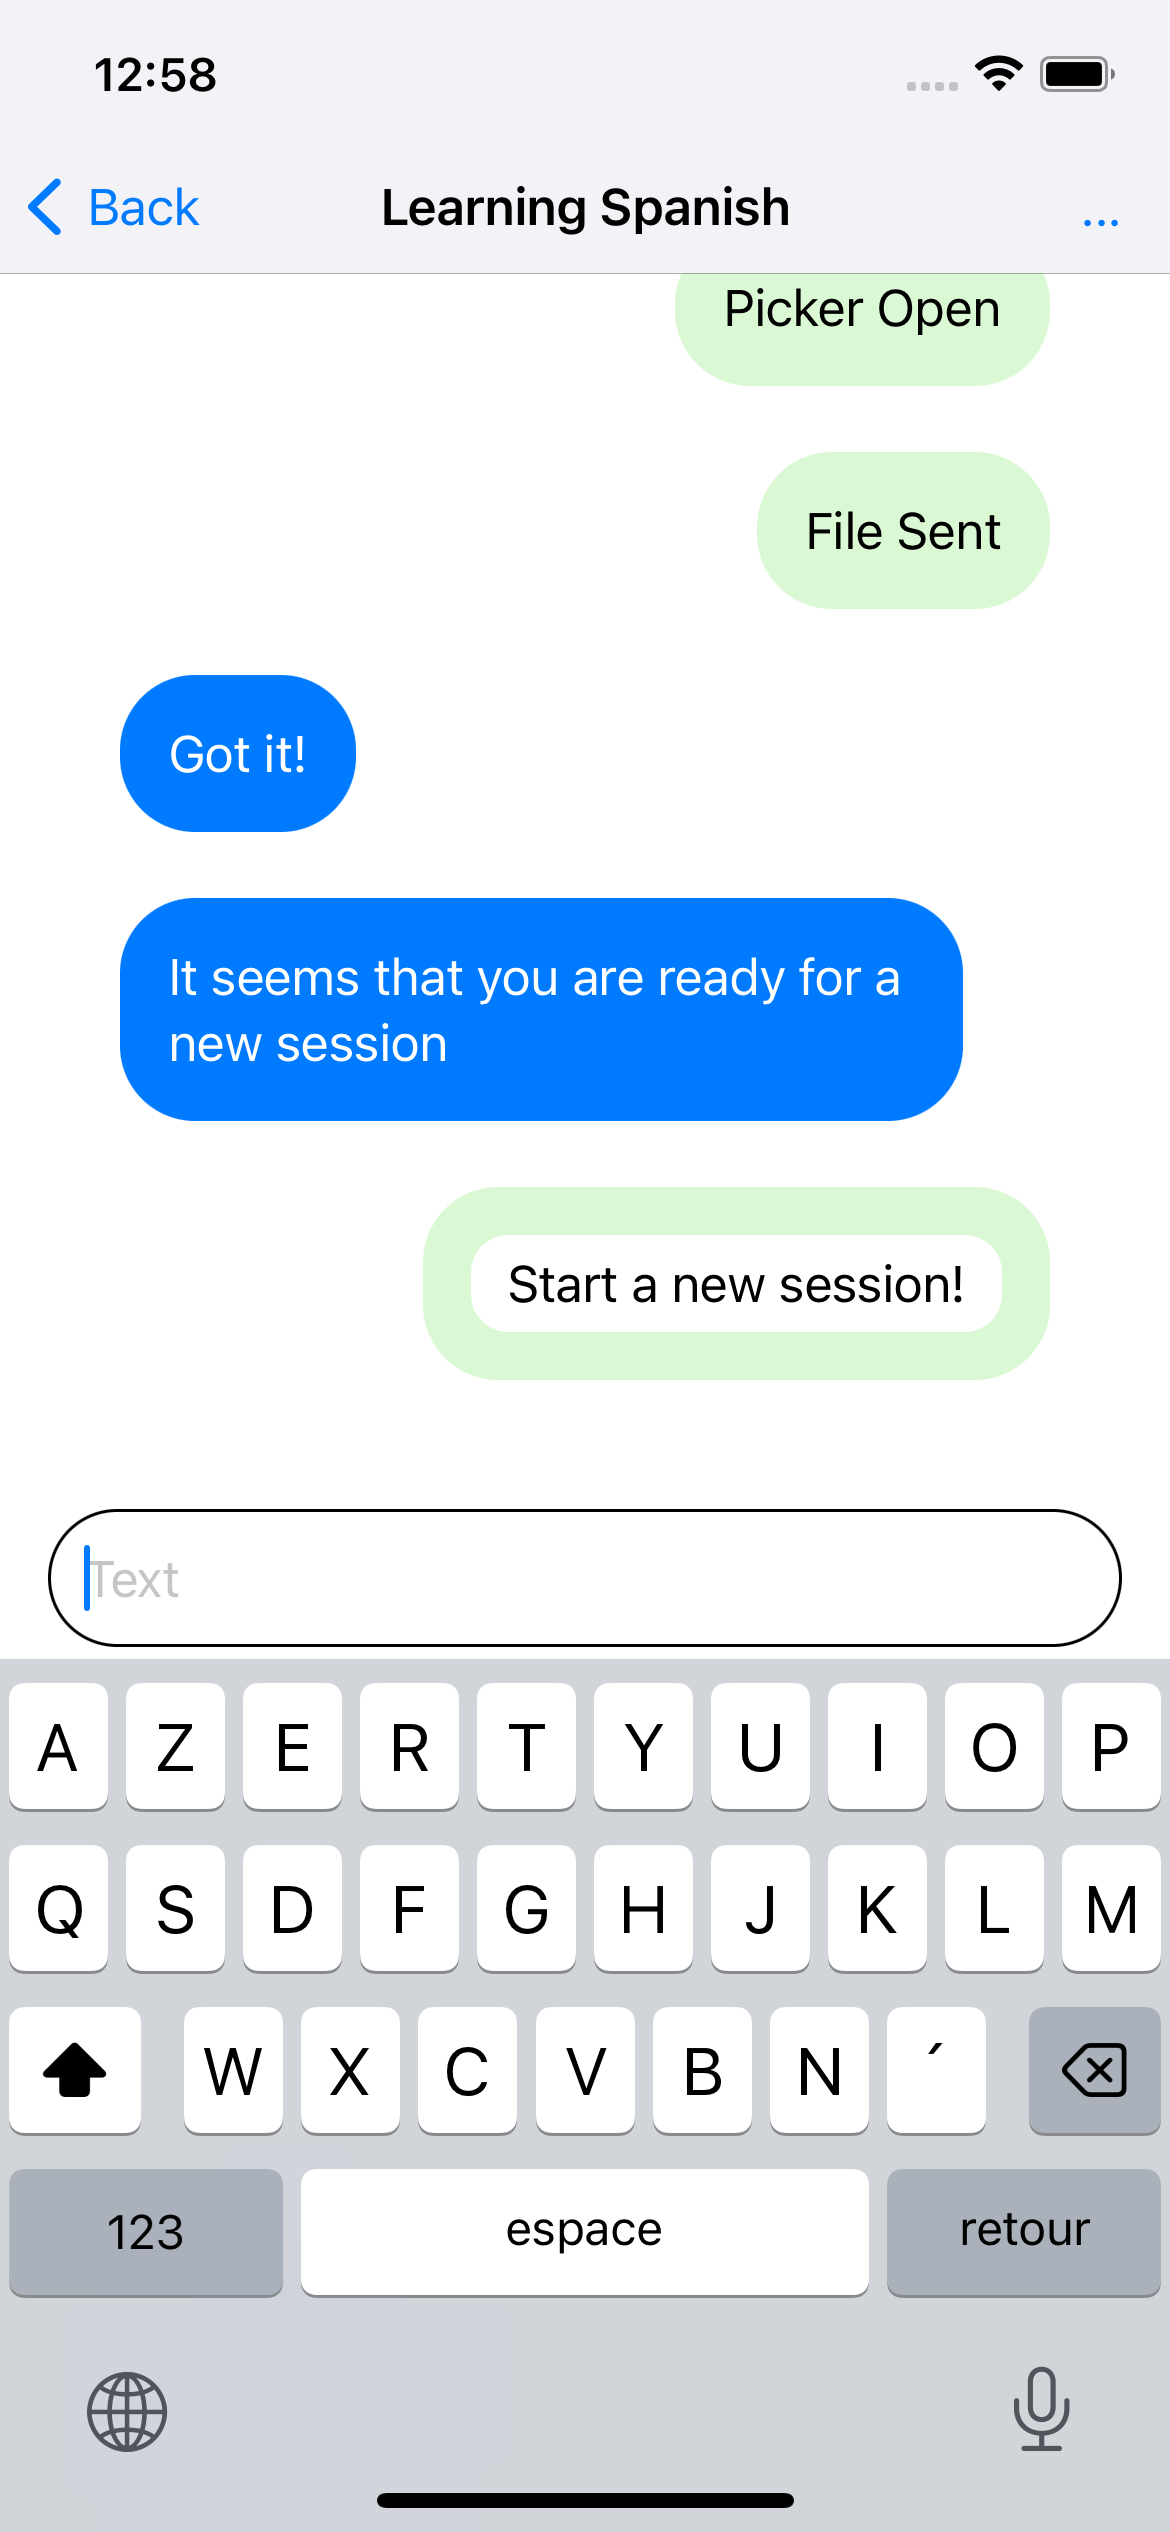 12:58
Back
Learning Spanish
...
Picker Open
File Sent
Got it!
It seems that you are ready for a
new session
Start a new session!
Text
A Z E R T Y U I O P
Q S D F G H J K L M
W X C V B N ´
123 espace retour